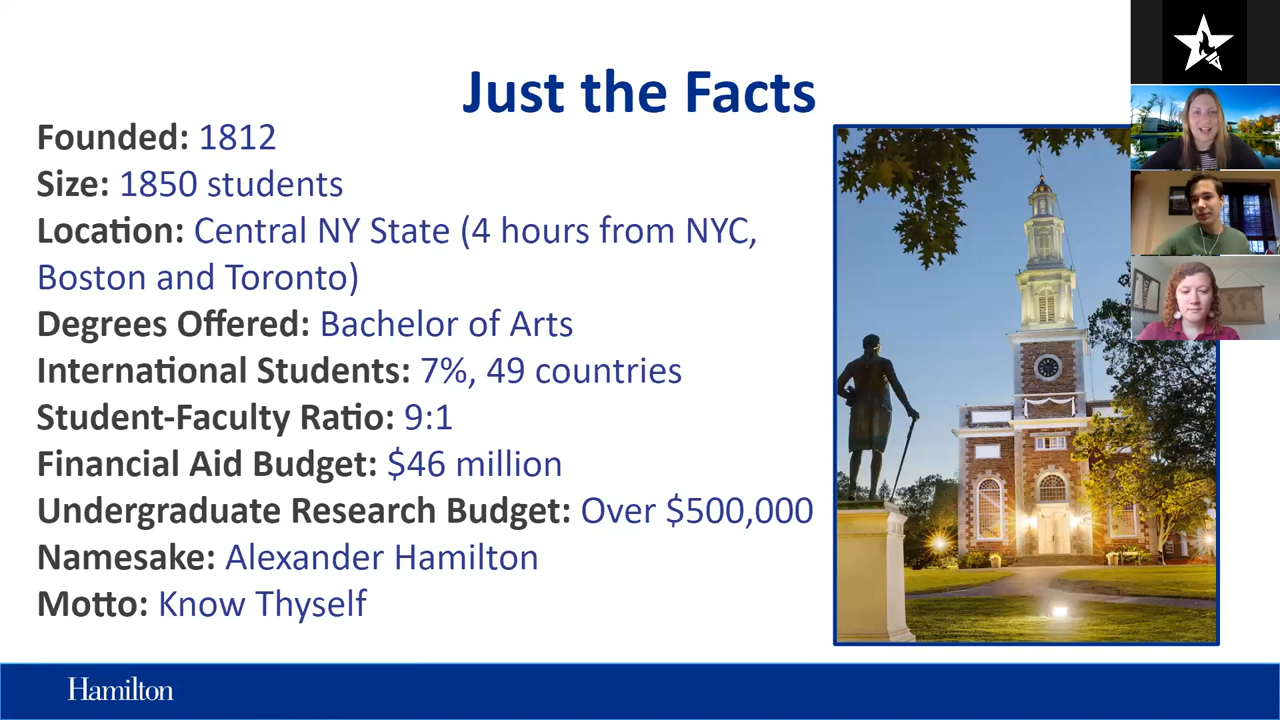 Just the Facts
Founded: 1812
Size: 1850 students
Location: Central NY State (4 hours from NYC,
Boston and Toronto)
Degrees Offered: Bachelor of Arts
International Students: 7%, 49 countries
Student-Faculty Ratio: 9:1
Financial Aid Budget: $46 million
Undergraduate Research Budget: Over $500,000
Namesake: Alexander Hamilton
Motto: Know Thyself
Hamilton